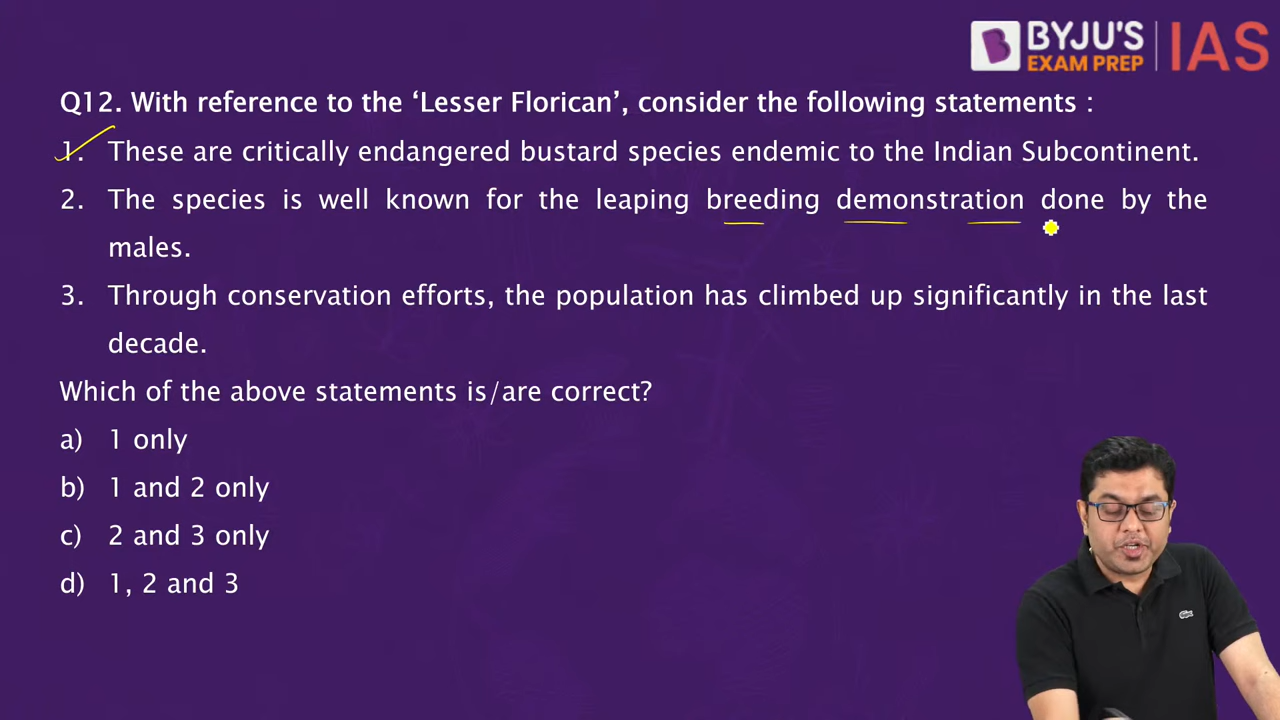 BYJU'S
EXAM PREP
IAS
Q12. With reference to the ‘Lesser Florican’, consider the following statements :
1. These are critically endangered bustard species endemic to the Indian Subcontinent.
2. The species is well known for the leaping breeding demonstration done by the
males.
3. Through conservation efforts, the population has climbed up significantly in the last
decade.
Which of the above statements is/are correct?
a) 1 only
b) 1 and 2 only
c) 2 and 3 only
d) 1, 2 and 3